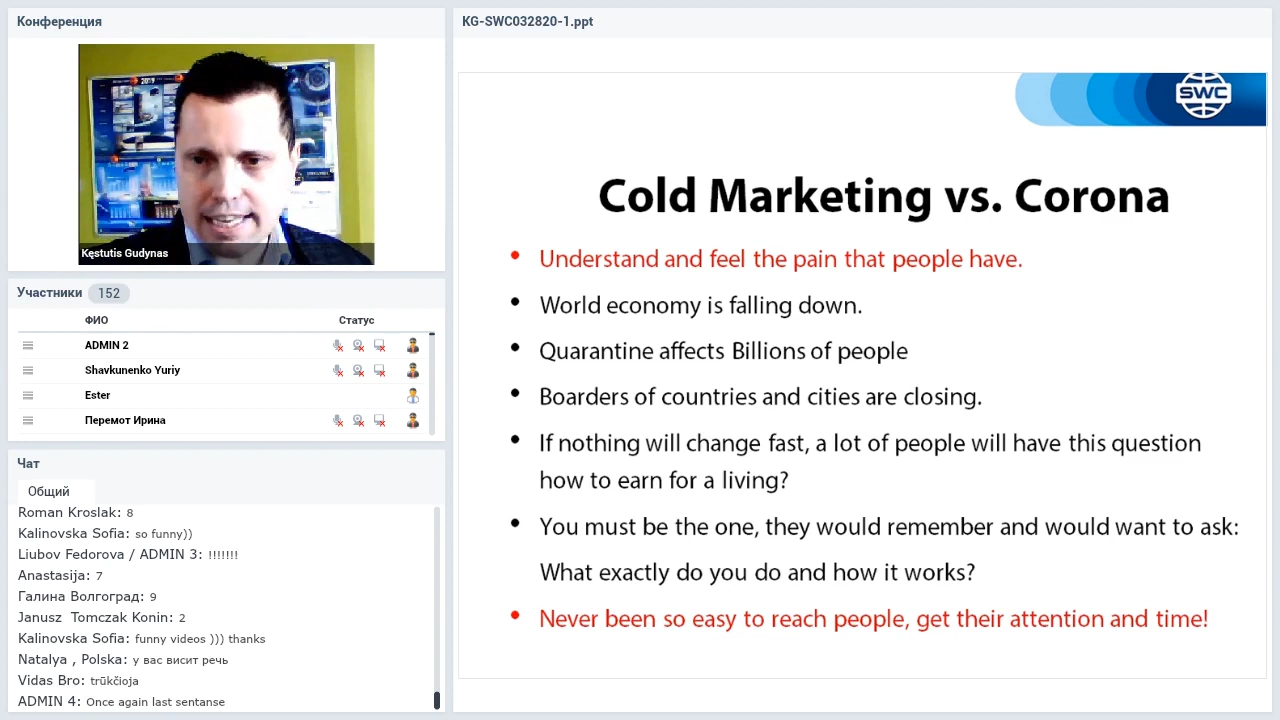 Конференция
2019
Kęstutis Gudynas
Участники 152
ФИО Статус
ADMIN 2
Shavkunenko Yuriy
Ester
Перемот Ирина
Чат
Общий
Roman Kroslak: 8
Kalinovska Sofia: so funny))
Liubov Fedorova / ADMIN 3: !!!!!!!
Anastasija: 7
Галина Волгоград: 9
Janusz Tomczak Konin: 2
Kalinovska Sofia: funny videos ))) thanks
Natalya , Polska: у вас висит речь
Vidas Bro: trūkčioja
ADMIN 4: Once again last sentanse
KG-SWC032820-1.ppt
SWC
Cold Marketing vs. Corona
• Understand and feel the pain that people have.
• World economy is falling down.
• Quarantine affects Billions of people
• Boarders of countries and cities are closing.
• If nothing will change fast, a lot of people will have this question
how to earn for a living?
• You must be the one, they would remember and would want to ask:
What exactly do you do and how it works?
• Never been so easy to reach people, get their attention and time!